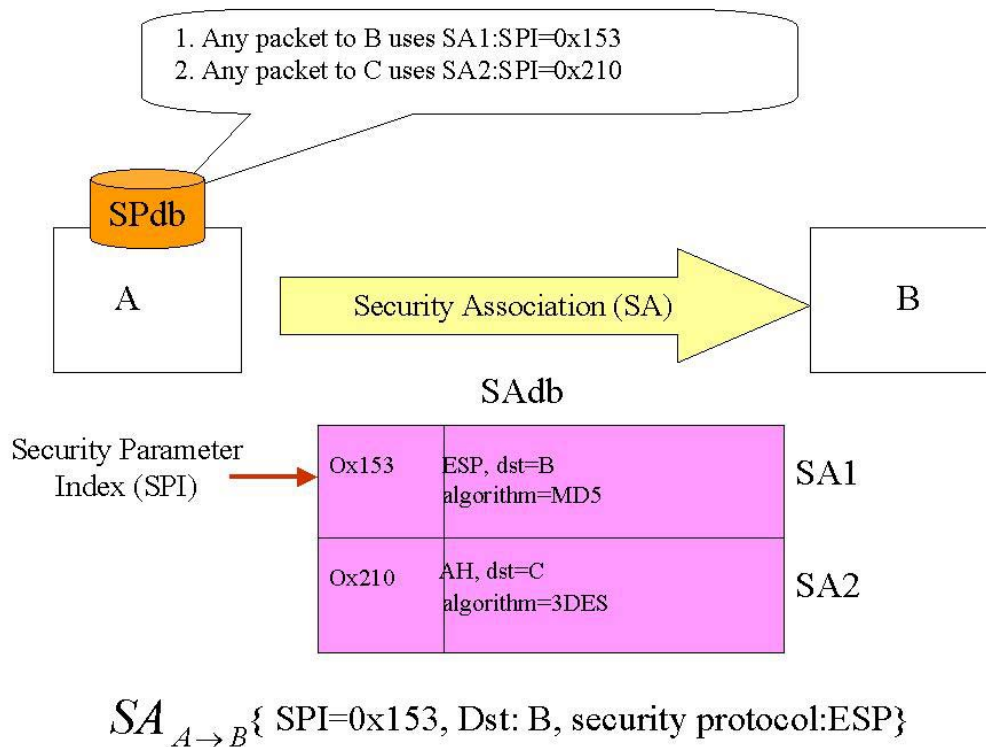 1. Any packet to B uses SA1:SPI=0x153
2. Any packet to C uses SA2:SPI=0x210
SPdb
A
Security Association (SA)
B
SAdb
Security Parameter
Index (SPI)
Ox153
ESP, dst=B
algorithm=MD5
SA1
Ox210
AH, dst=C
algorithm=3DES
SA2
SA A→B{ SPI=0x153, Dst: B, security protocol:ESP}